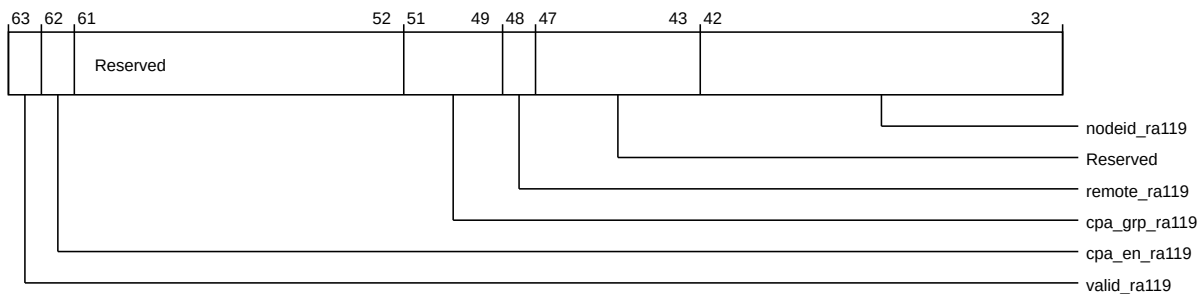 63 62 61 52 51 49 48 47 43 42 32
Reserved
nodeid_ra119
Reserved
remote_ra119
cpa_grp_ra119
cpa_en_ra119
valid_ra119